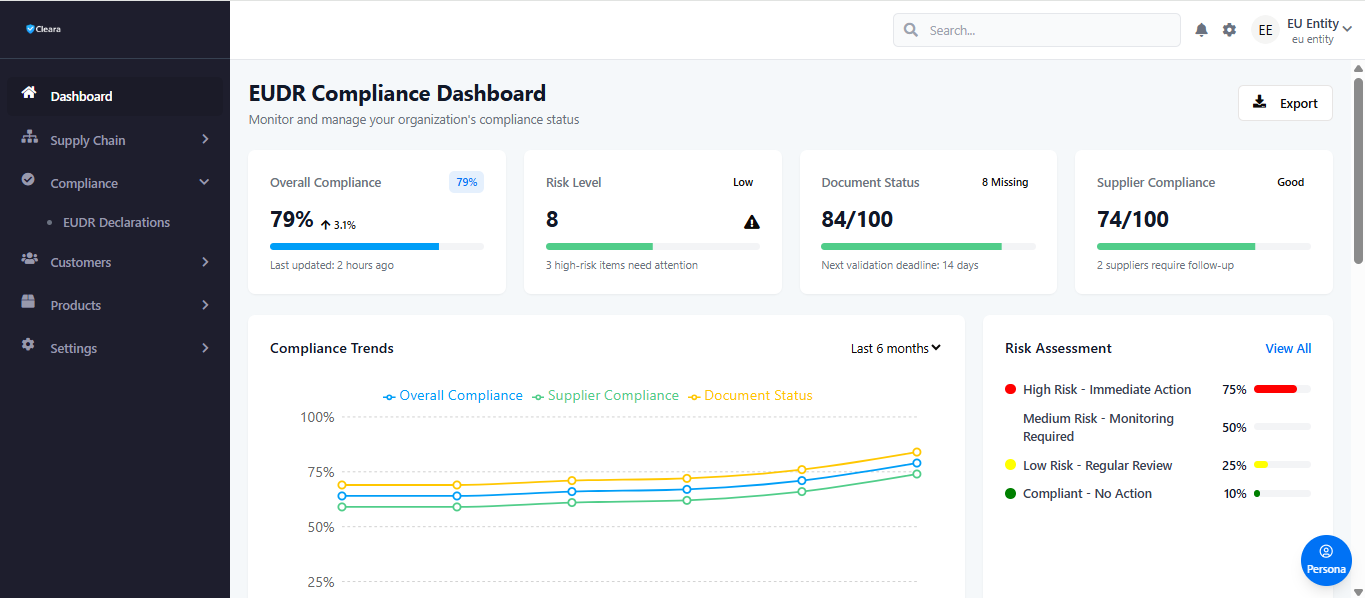 Cleara
Search...
EE
EU Entity
eu entity
Dashboard
Supply Chain
Compliance
EUDR Declarations
Customers
Products
Settings
EUDR Compliance Dashboard
Monitor and manage your organization's compliance status
Export
Overall Compliance
79%
79% 3.1%
Last updated: 2 hours ago
Risk Level
Low
8
3 high-risk items need attention
Document Status
8 Missing
84/100
Next validation deadline: 14 days
Supplier Compliance
Good
74/100
2 suppliers require follow-up
Compliance Trends
Last 6 months
Overall Compliance Supplier Compliance Document Status
100%
75%
50%
25%
Risk Assessment
View All
High Risk - Immediate Action 75%
Medium Risk - Monitoring
Required
50%
Low Risk - Regular Review 25%
Compliant - No Action 10%
Persona